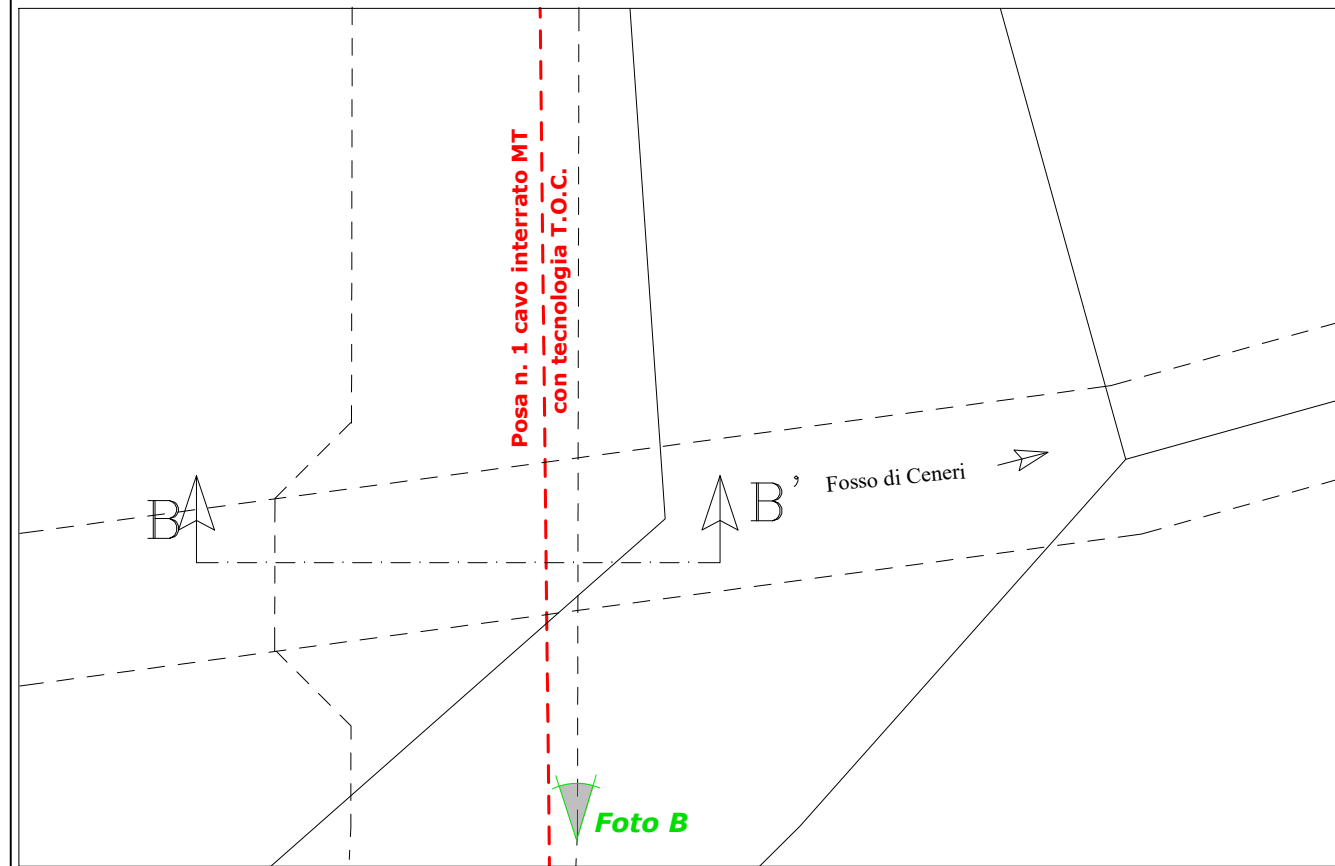 Posa n. 1 cavo interrato MT
con tecnologia T.O.C.
B
B'
Fosso di Ceneri
Foto B